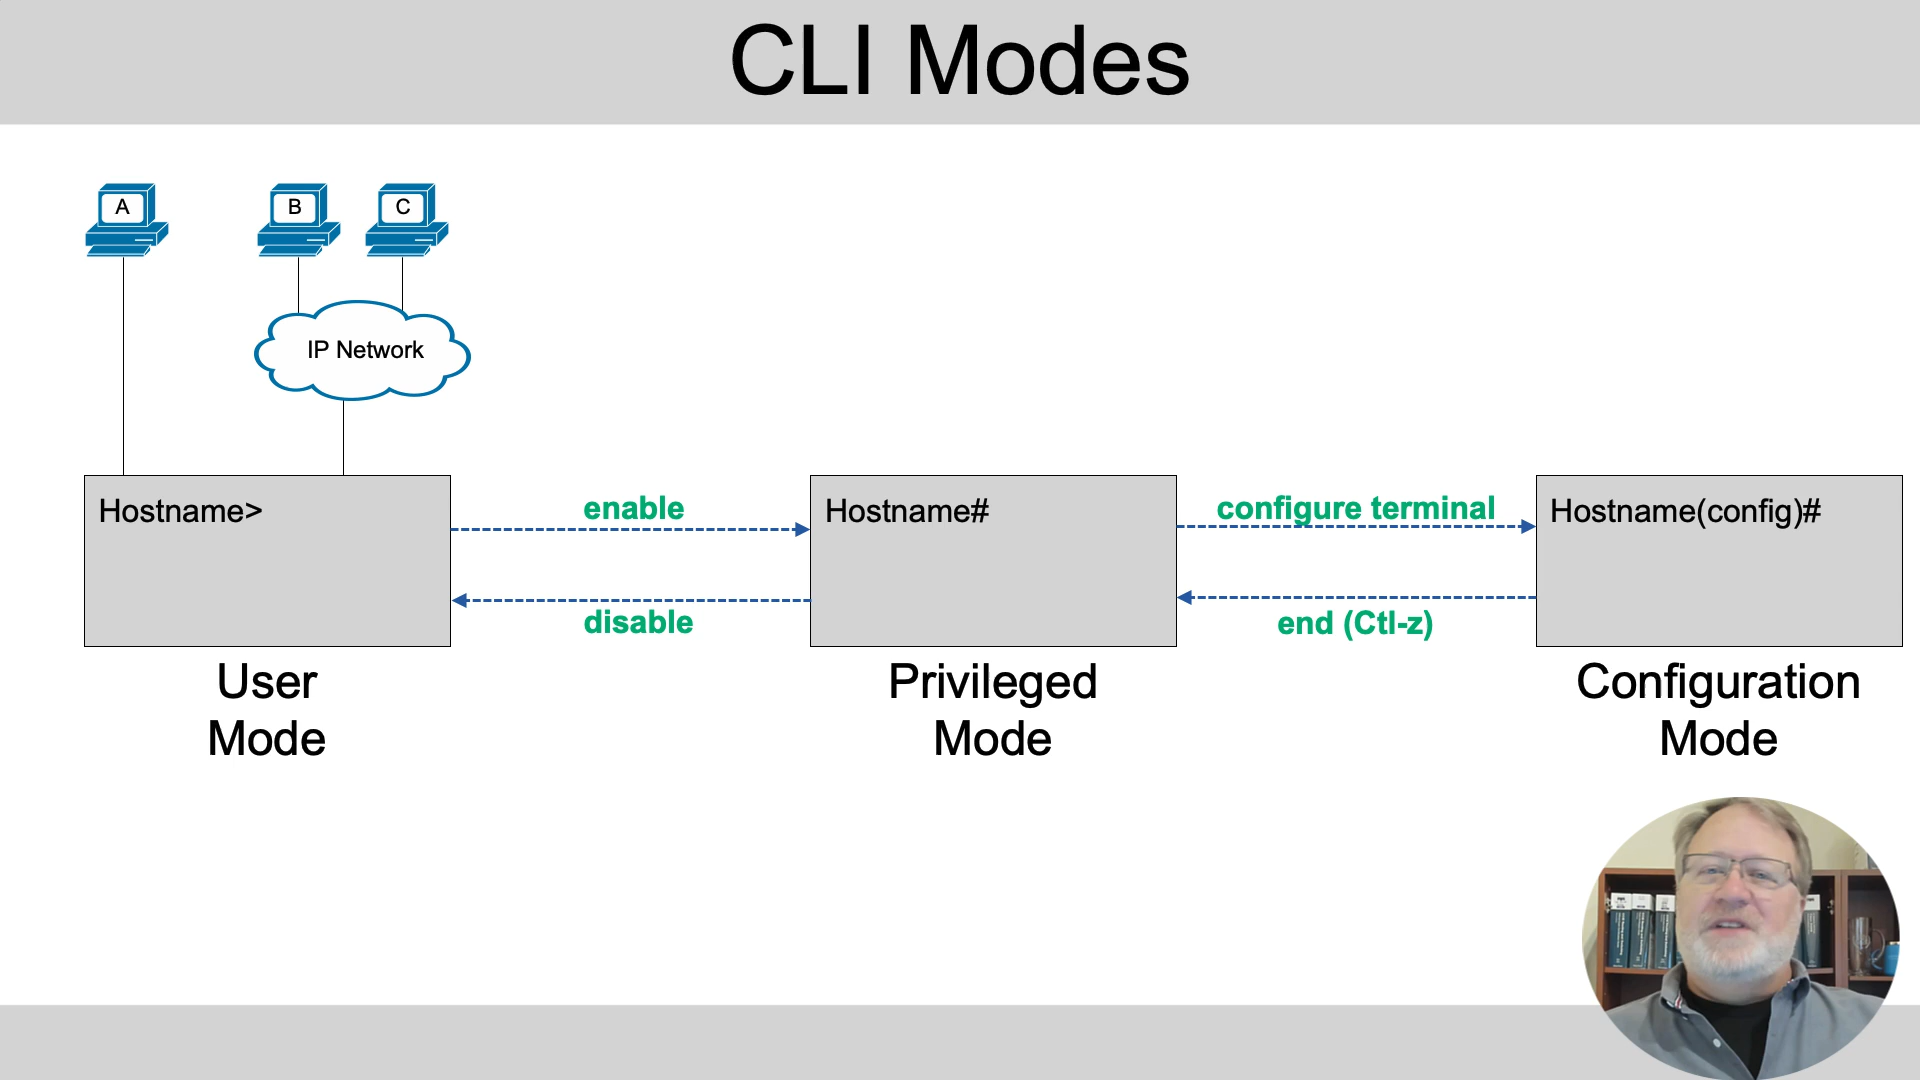 CLI Modes
A
B
C
IP Network
Hostname>
enable
disable
Hostname#
configure terminal
end (Ctl-z)
Hostname(config)#
User
Mode
Privileged
Mode
Configuration
Mode